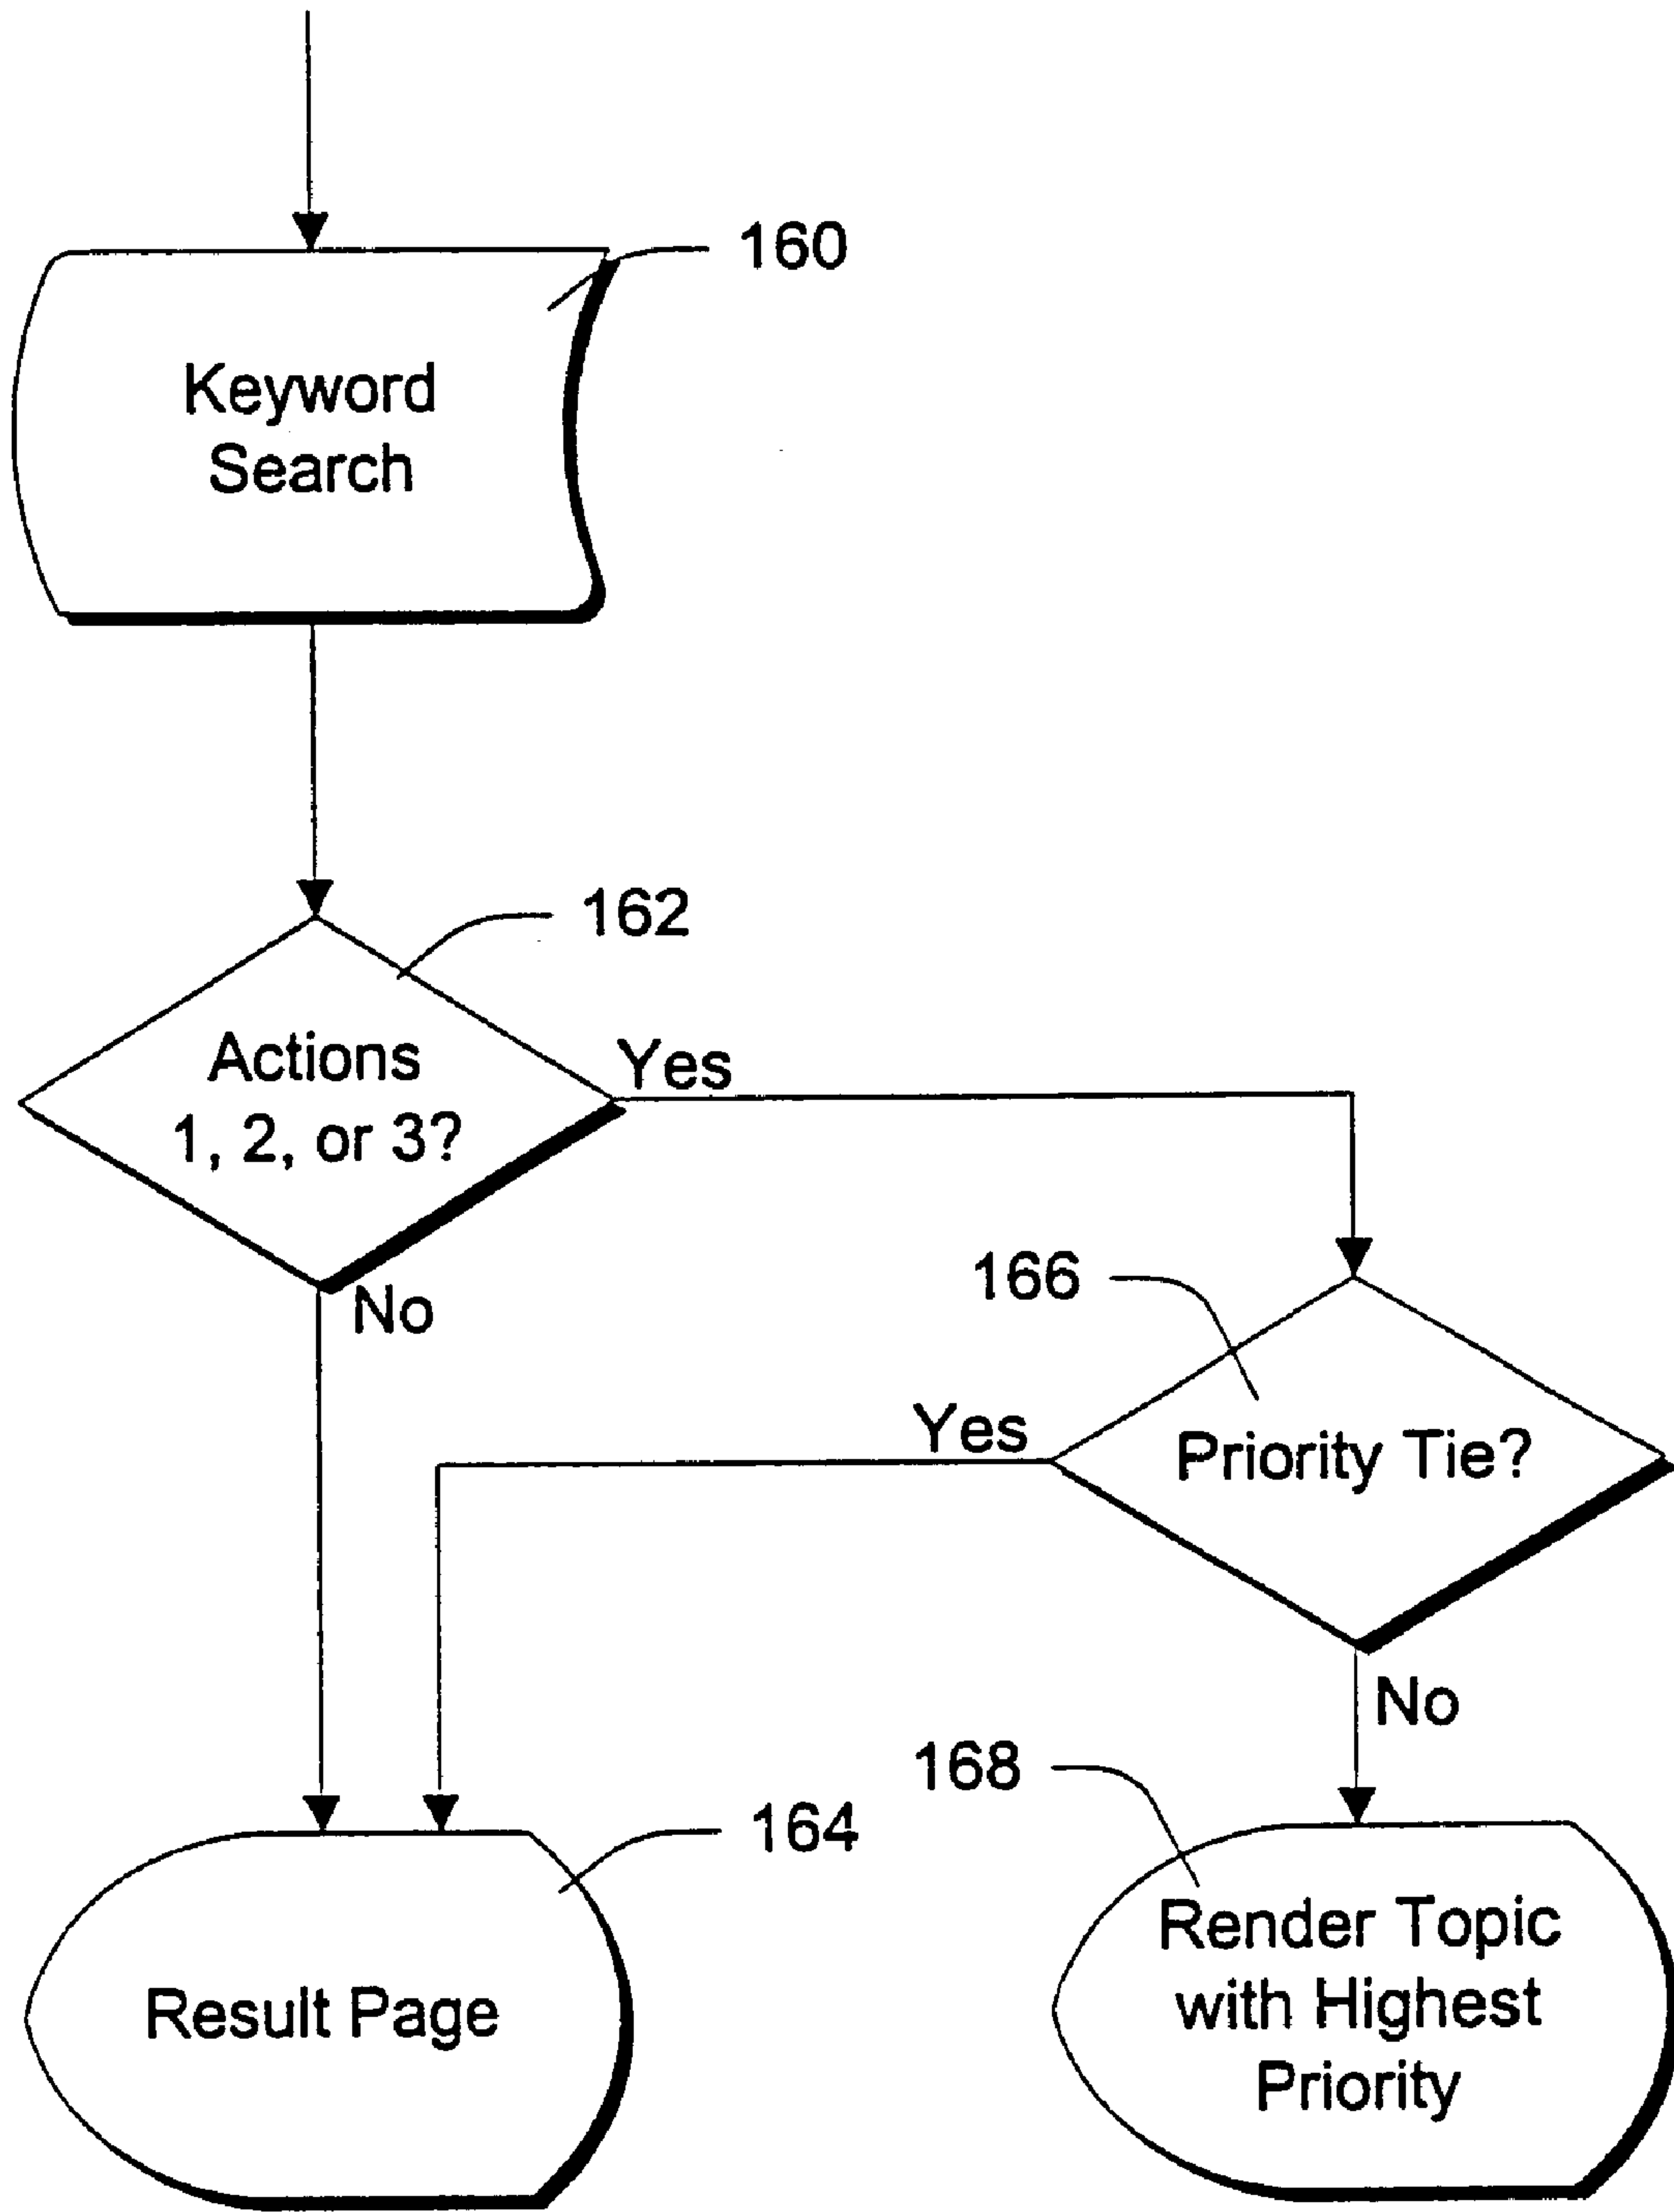 160
Keyword
Search
162
Actions
1, 2, or 3?
Yes
No
166
Priority Tie?
Yes
No
164
Result Page
168
Render Topic
with Highest
Priority